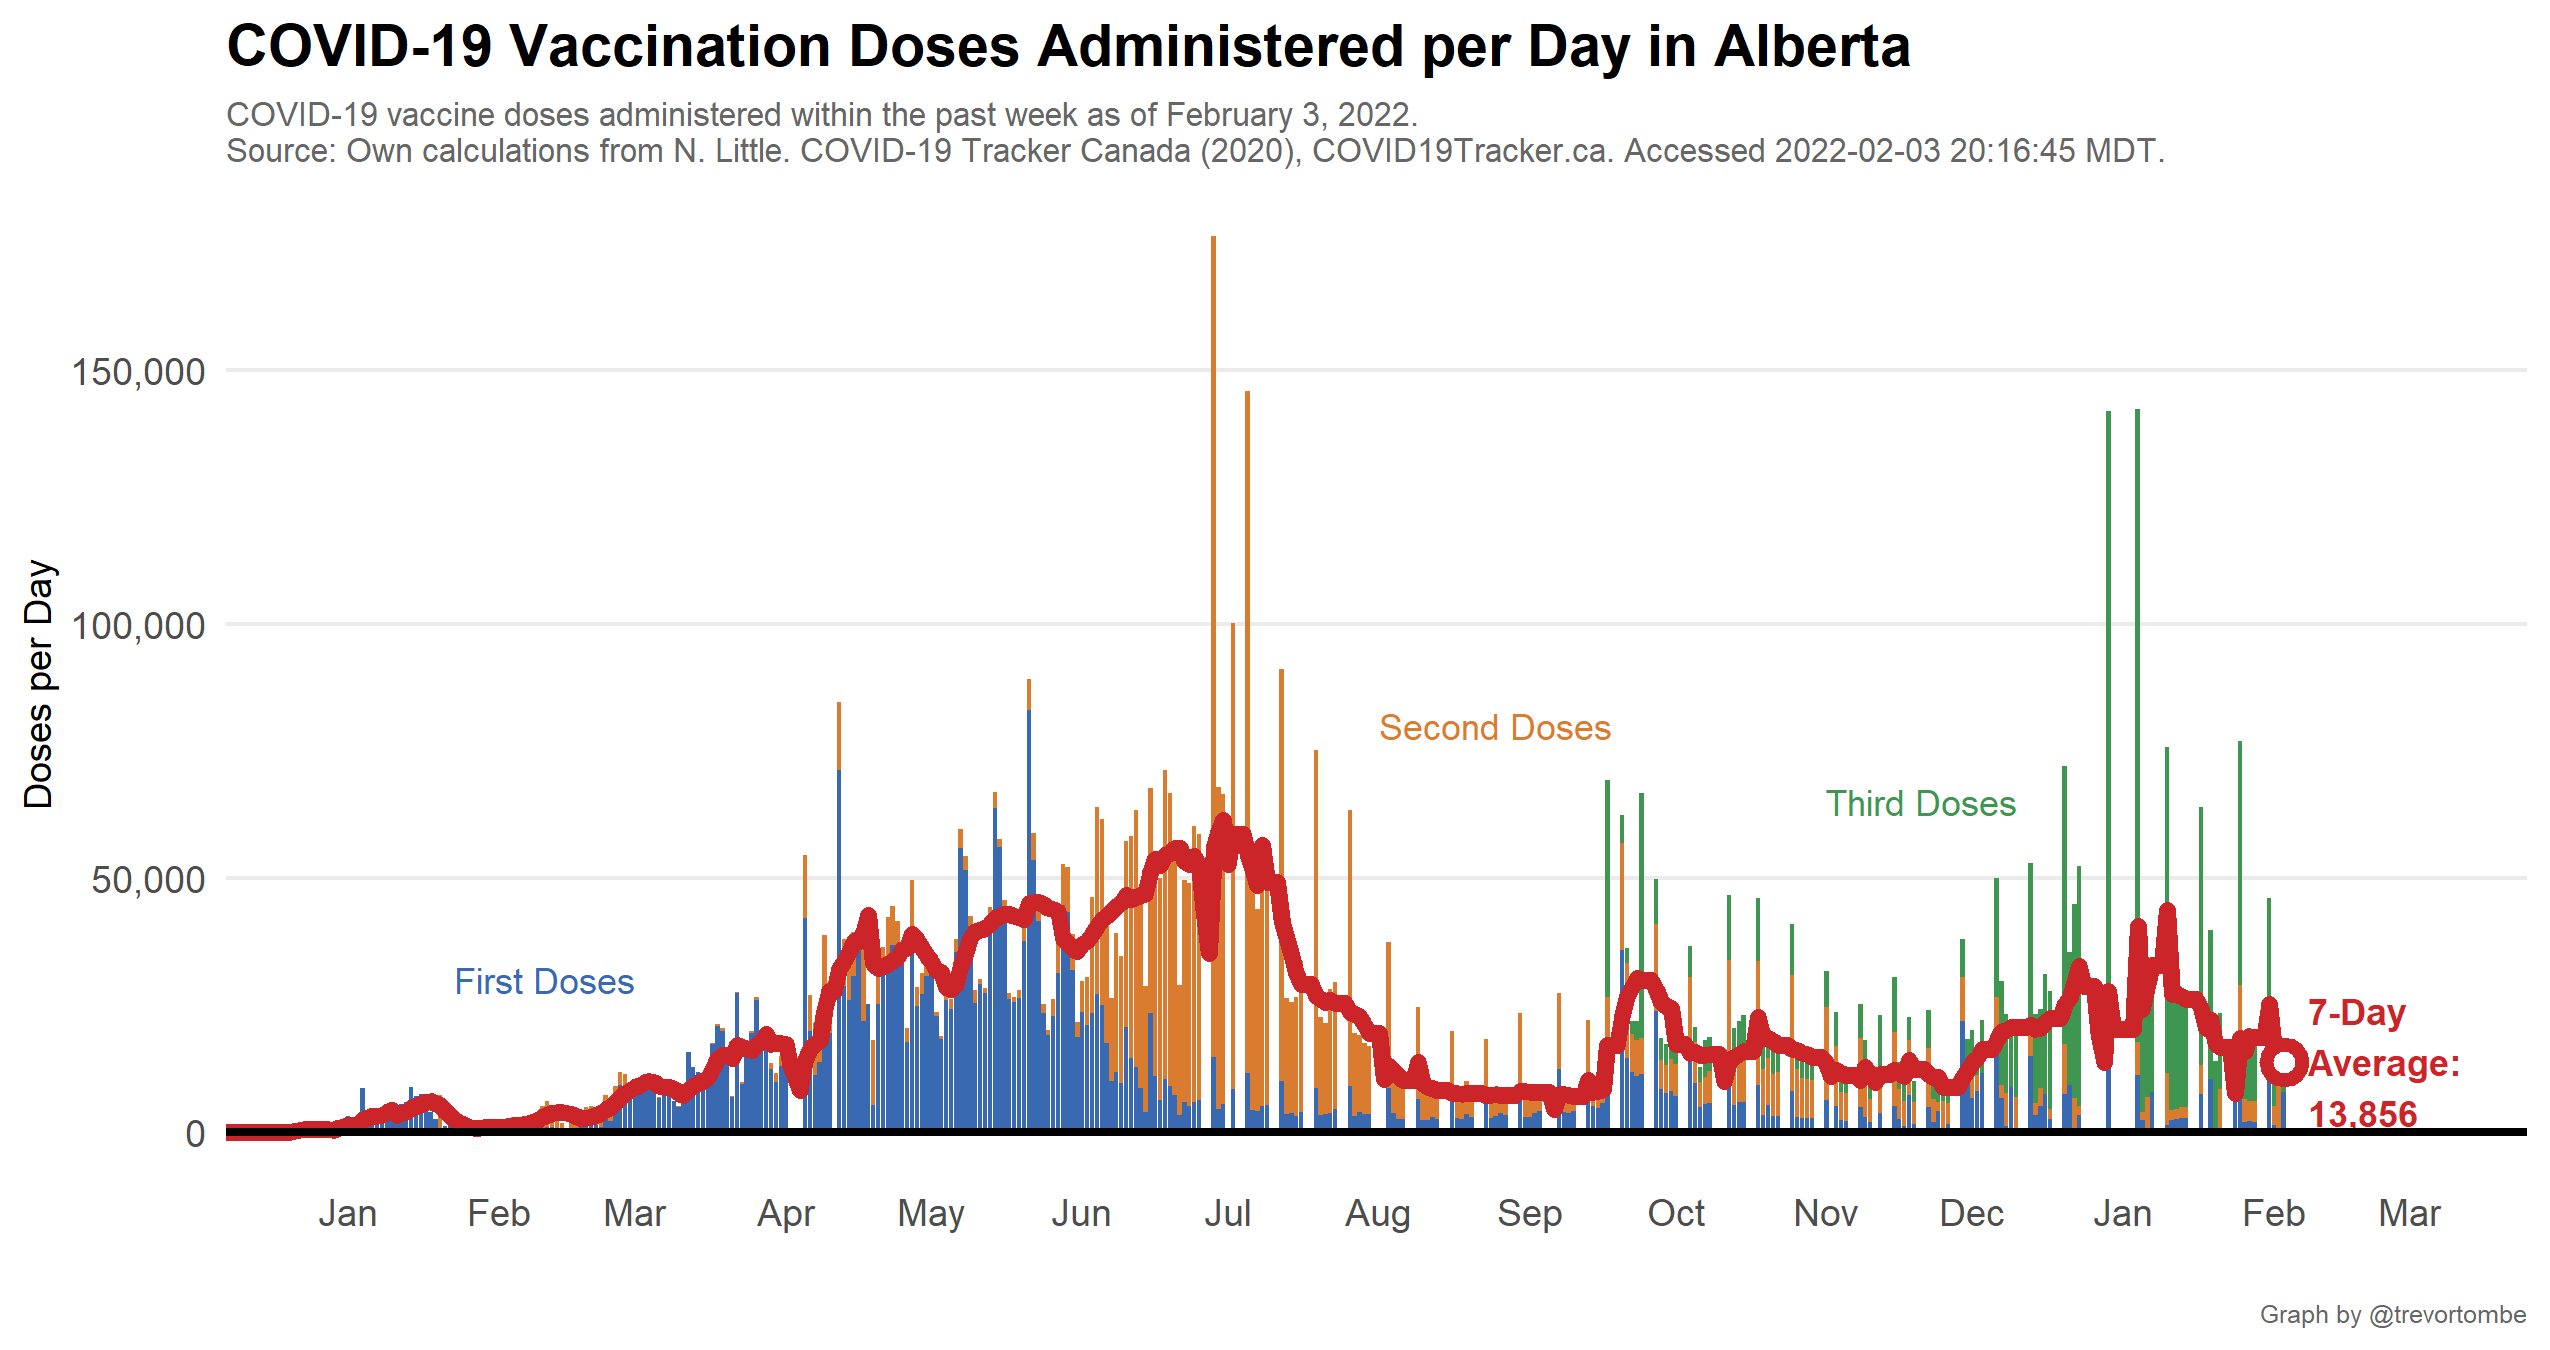 COVID-19 Vaccination Doses Administered per Day in Alberta
COVID-19 vaccine doses administered within the past week as of February 3, 2022.
Source: Own calculations from N. Little. COVID-19 Tracker Canada (2020), COVID19Tracker.ca. Accessed 2022-02-03 20:16:45 MDT.
Doses per Day
150,000
100,000
50,000
0
First Doses
Second Doses
Third Doses
7-Day
Average:
13,856
Jan Feb Mar Apr May Jun Jul Aug Sep Oct Nov Dec Jan Feb Mar
Graph by @trevortombe